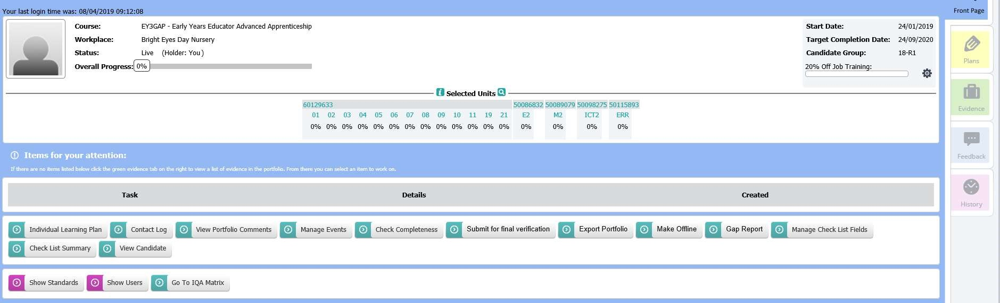 Your last login time was: 08/04/2019 09:12:08
Front Page
Course: EY3GAP - Early Years Educator Advanced Apprenticeship
Workplace: Bright Eyes Day Nursery
Status: Live (Holder: You )
Overall Progress: 0%
Start Date: 24/01/2019
Target Completion Date: 24/09/2020
Candidate Group: 18-R1
20% Off Job Training:
Plans
Evidence
Feedback
History
i Selected Units
60129633 50086832 50089079 50098275 50115893
01 02 03 04 05 06 07 08 09 10 11 19 21 E2 M2 ICT2 ERR
0% 0% 0% 0% 0% 0% 0% 0% 0% 0% 0% 0% 0% 0% 0% 0% 0%
Items for your attention:
If there are no items listed below click the green evidence tab on the right to view a list of evidence in the portfolio. From there you can select an item to work on.
Task Details Created
Individual Learning Plan Contact Log View Portfolio Comments Manage Events Check Completeness Submit for final verification Export Portfolio Make Offline Gap Report Manage Check List Fields
Check List Summary View Candidate
Show Standards Show Users Go To IQA Matrix